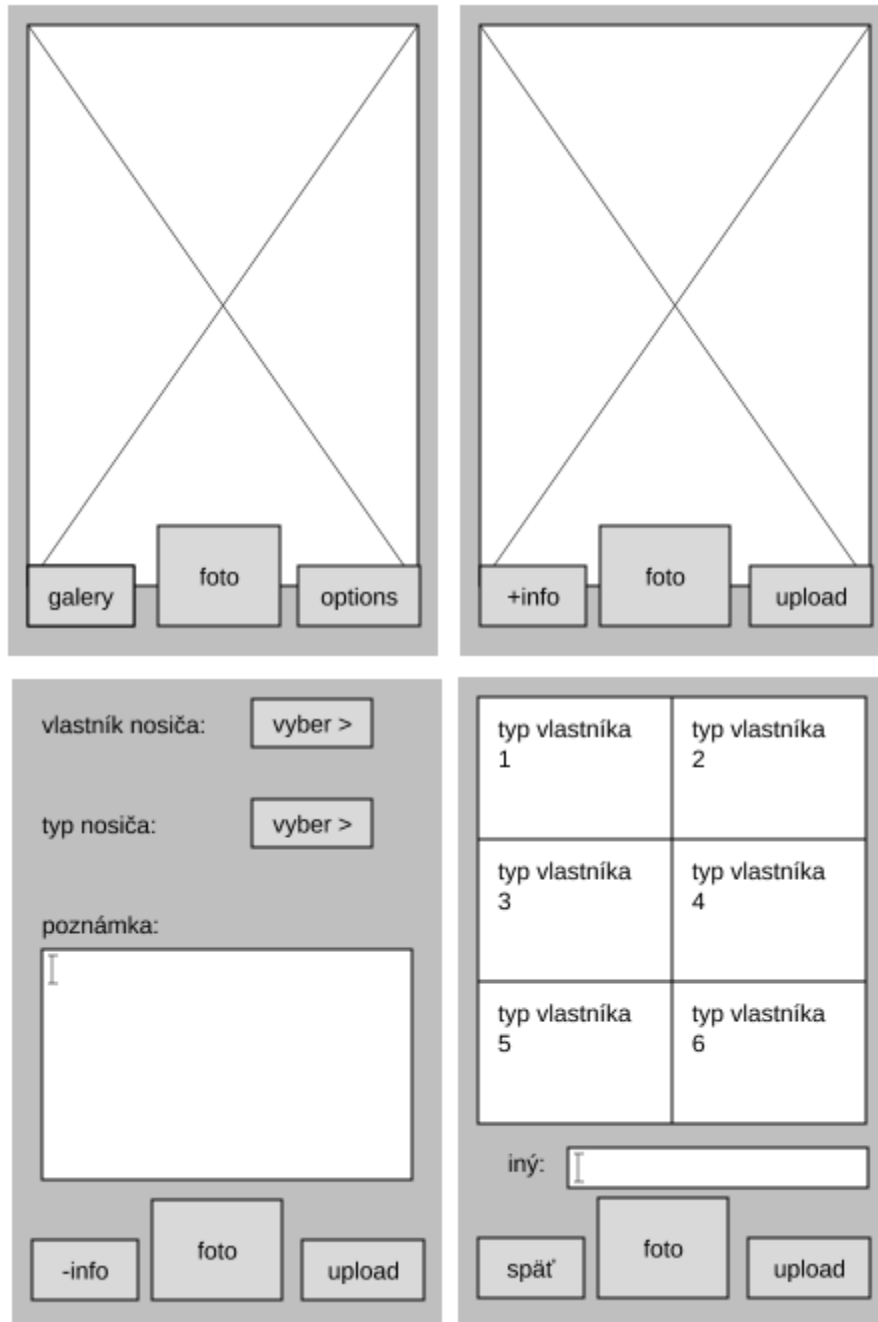 galery
foto
options
+info
foto
upload
vlastník nosiča:
vyber >
typ nosiča:
vyber >
poznámka:
-info
foto
upload
typ vlastníka
1
typ vlastníka
2
typ vlastníka
3
typ vlastníka
4
typ vlastníka
5
typ vlastníka
6
iný:
späť
foto
upload